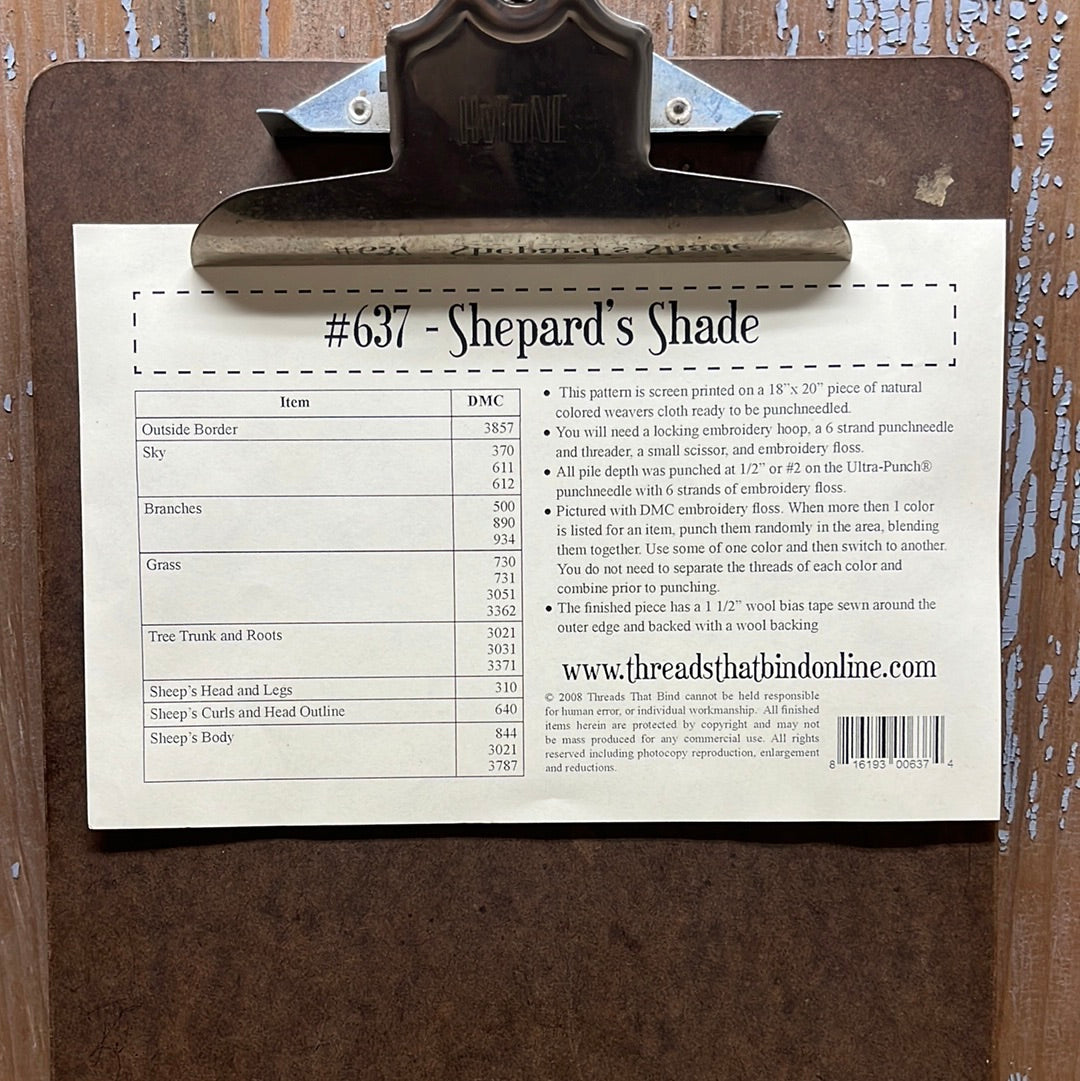 HyTONE
#637 - Shepard's Shade
#637 - Shepard's Shade
Item DMC
Outside Border 3857
Sky 370
611
612
Branches 500
890
934
Grass 730
731
3051
3362
Tree Trunk and Roots 3021
3031
3371
Sheep's Head and Legs 310
Sheep's Curls and Head Outline 640
Sheep's Body 844
3021
3787
• This pattern is screen printed on a 18”x 20” piece of natural
colored weavers cloth ready to be punchneedled.
• You will need a locking embroidery hoop, a 6 strand punchneedle
and threader, a small scissor, and embroidery floss.
• All pile depth was punched at 1/2” or #2 on the Ultra-Punch®
punchneedle with 6 strands of embroidery floss.
• Pictured with DMC embroidery floss. When more then 1 color
is listed for an item, punch them randomly in the area, blending
them together. Use some of one color and then switch to another.
You do not need to separate the threads of each color and
combine prior to punching.
• The finished piece has a 1 1/2” wool bias tape sewn around the
outer edge and backed with a wool backing
www.threadsthatbindonline.com
© 2008 Threads That Bind cannot be held responsible
for human error, or individual workmanship. All finished
items herein are protected by copyright and may not
be mass produced for any commercial use. All rights
reserved including photocopy reproduction, enlargement
and reductions.
8 16193 00637 4